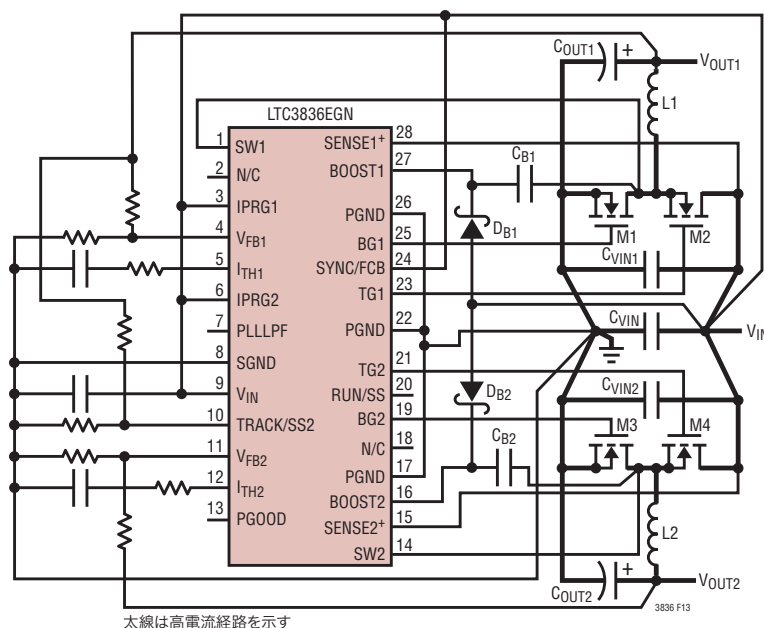 COUT1
+
VOUT1
L1
LTC3836EGN
1 SW1
2 N/C
3 IPRG1
4 VFB1
5 ITH1
6 IPRG2
7 PLLLPF
8 SGND
9 VIN
10 TRACK/SS2
11 VFB2
12 ITH2
13 PGOOD
SENSE1+ 28
BOOST1 27
PGND 26
BG1 25
SYNC/FCB 24
TG1 23
PGND 22
TG2 21
RUN/SS 20
BG2 19
N/C 18
PGND 17
BOOST2 16
SENSE2+ 15
SW2 14
CB1
DB1
M1
M2
CVIN1
CVIN
VIN
CVIN2
DB2
CB2
M3
M4
L2
COUT2
+
VOUT2
3836 F13
太線は高電流経路を示す